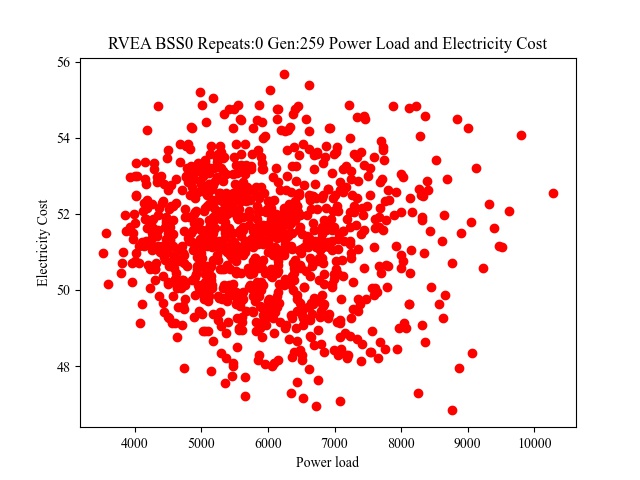 RVEA BSS0 Repeats:0 Gen:259 Power Load and Electricity Cost
56
54
52
50
48
Electricity Cost
4000 5000 6000 7000 8000 9000 10000
Power load